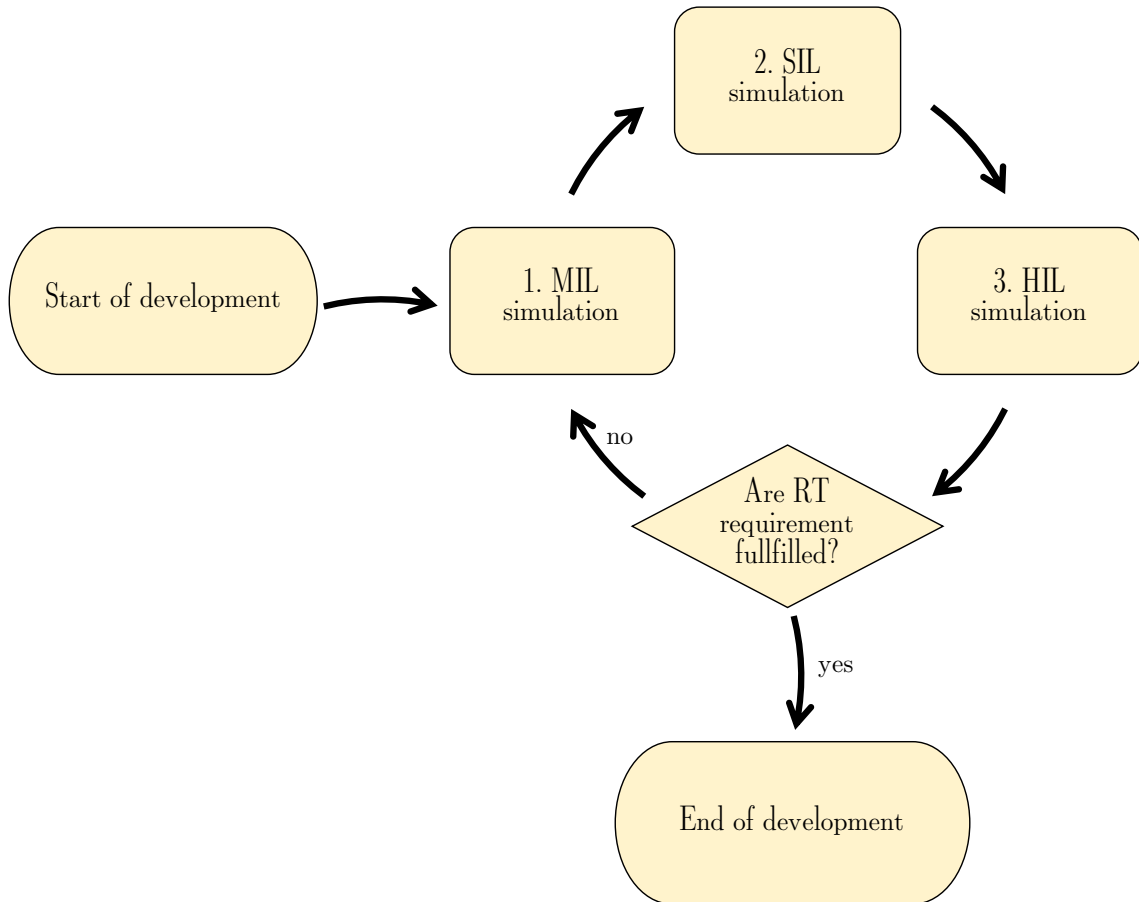 2. SIL
simulation
Start of development
1. MIL
simulation
3. HIL
simulation
no
Are RT
requirement
fullfilled?
yes
End of development